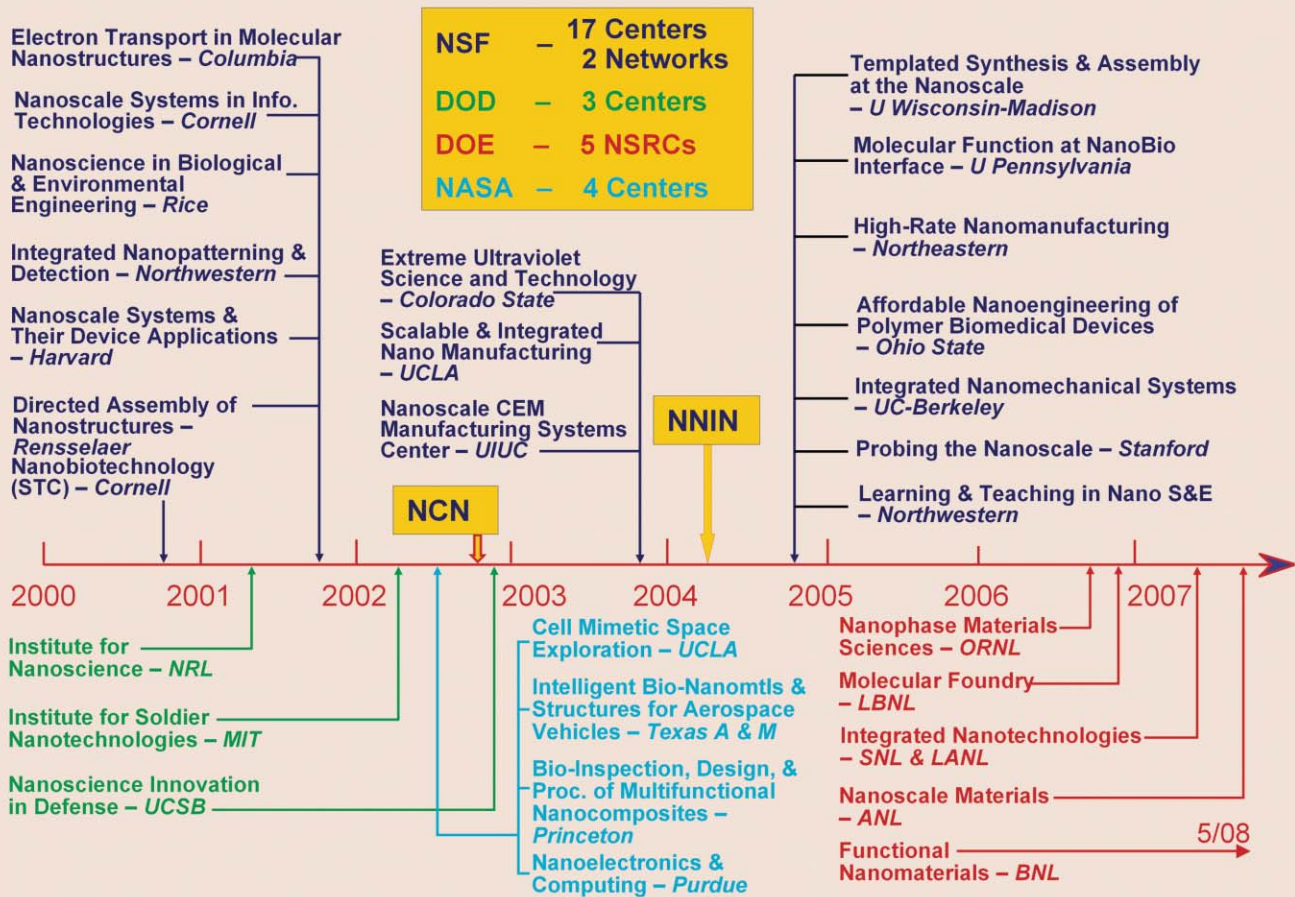 Electron Transport in Molecular
Nanostructures – Columbia
Nanoscale Systems in Info.
Technologies – Cornell
Nanoscience in Biological
& Environmental
Engineering – Rice
Integrated Nanopatterning &
Detection – Northwestern
Nanoscale Systems &
Their Device Applications
– Harvard
Directed Assembly of
Nanostructures –
Rensselaer
Nanobiotechnology
(STC) – Cornell
NSF – 17 Centers
2 Networks
DOD – 3 Centers
DOE – 5 NSRCs
NASA – 4 Centers
Extreme Ultraviolet
Science and Technology
– Colorado State
Scalable & Integrated
Nano Manufacturing
– UCLA
Nanoscale CEM
Manufacturing Systems
Center – UIUC
NCN
NNIN
Templated Synthesis & Assembly
at the Nanoscale
– U Wisconsin-Madison
Molecular Function at NanoBio
Interface – U Pennsylvania
High-Rate Nanomanufacturing
– Northeastern
Affordable Nanoengineering of
Polymer Biomedical Devices
– Ohio State
Integrated Nanomechanical Systems
– UC-Berkeley
Probing the Nanoscale – Stanford
Learning & Teaching in Nano S&E
– Northwestern
2000 2001 2002 2003 2004 2005 2006 2007
Institute for
Nanoscience – NRL
Institute for Soldier
Nanotechnologies – MIT
Nanoscience Innovation
in Defense – UCSB
Cell Mimetic Space
Exploration – UCLA
Intelligent Bio-Nanomtls &
Structures for Aerospace
Vehicles – Texas A & M
Bio-Inspection, Design, &
Proc. of Multifunctional
Nanocomposites –
Princeton
Nanoelectronics &
Computing – Purdue
Nanophase Materials
Sciences – ORNL
Molecular Foundry
– LBNL
Integrated Nanotechnologies
– SNL & LANL
Nanoscale Materials
– ANL
5/08
Functional
Nanomaterials – BNL